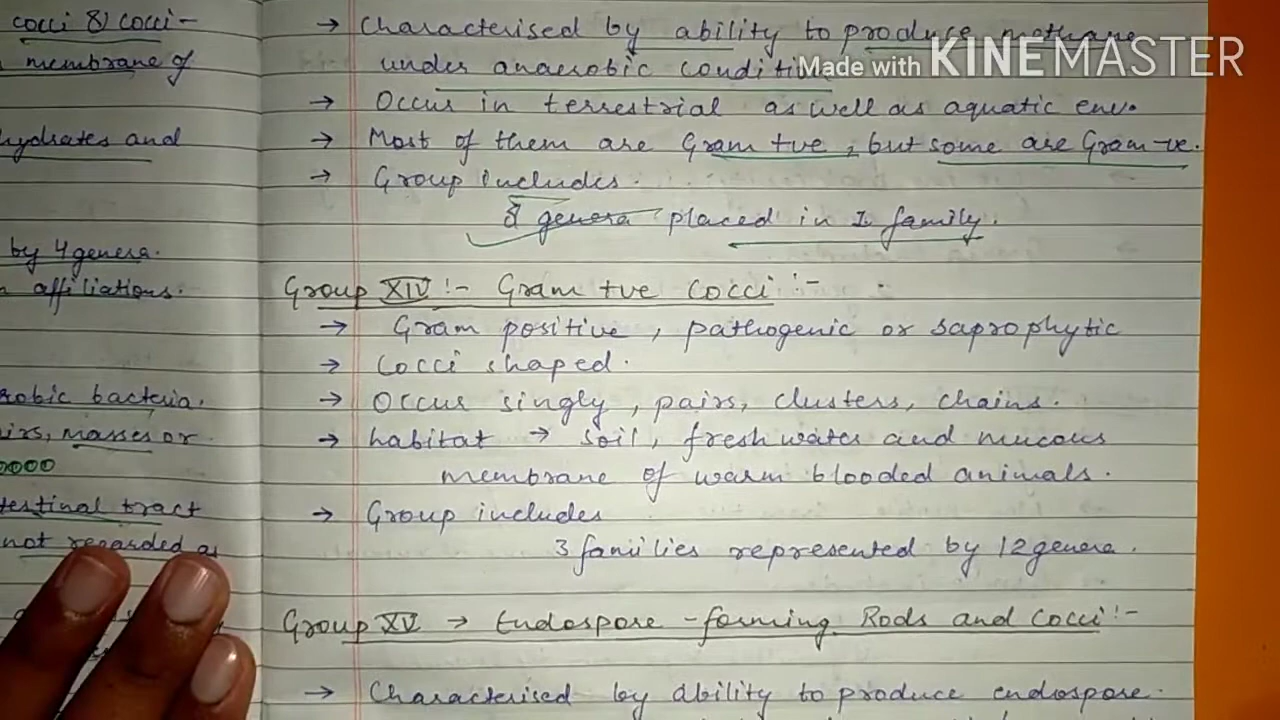 cocci & cocci -
membrane of
hydrates and
by 4 genera.
affiliations.
robic bacteria.
irs, masses or
0000
testinal tract
not regarded as
→ Characterised by ability to produce methane
under anaerobic condition
→ Occur in terrestrial as well as aquatic env.
→ Most of them are Gram +ve, but some are Gram -ve.
→ Group includes.
genera placed in 1 family.
Group XIV :- Gram +ve Cocci :-
→ Gram positive, pathogenic or saprophytic
→ Cocci shaped.
→ Occur singly, pairs, clusters, chains.
→ habitat → soil, fresh water and mucous
membrane of warm blooded animals.
→ Group includes
3 families represented by 12 genera.
Group XV → Endospore-forming Rods and Cocci :-
→ Characterised by ability to produce endospore.
Made with KINEMASTER